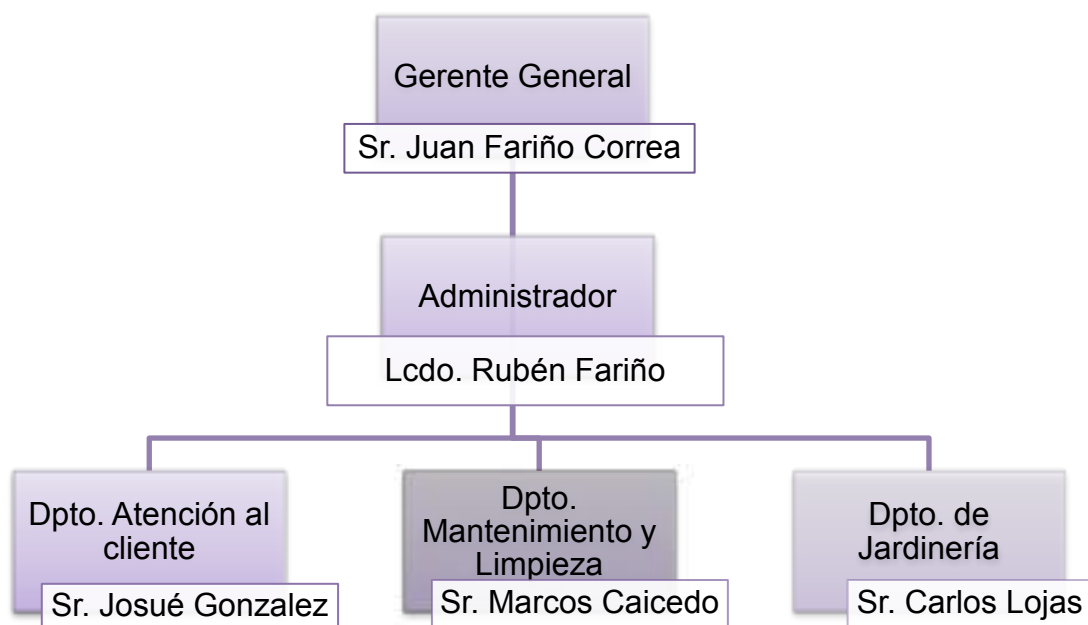 Gerente General
Sr. Juan Fariño Correa
Administrador
Lcdo. Rubén Fariño
Dpto. Atención al
cliente
Sr. Josué Gonzalez
Dpto.
Mantenimiento y
Limpieza
Sr. Marcos Caicedo
Dpto. de
Jardinería
Sr. Carlos Lojas